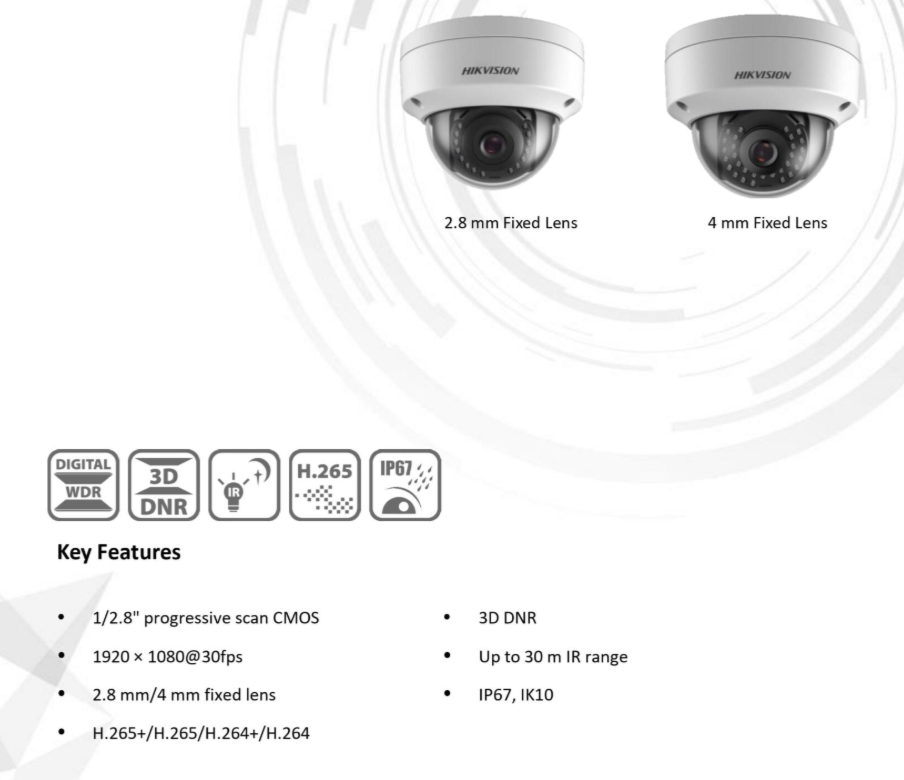 HIKVISION
HIKVISION
2.8 mm Fixed Lens
4 mm Fixed Lens
DIGITAL
WDR
3D
DNR
IR
H.265
IP67
Key Features
• 1/2.8" progressive scan CMOS
• 1920 × 1080@30fps
• 2.8 mm/4 mm fixed lens
• H.265+/H.265/H.264+/H.264
• 3D DNR
• Up to 30 m IR range
• IP67, IK10